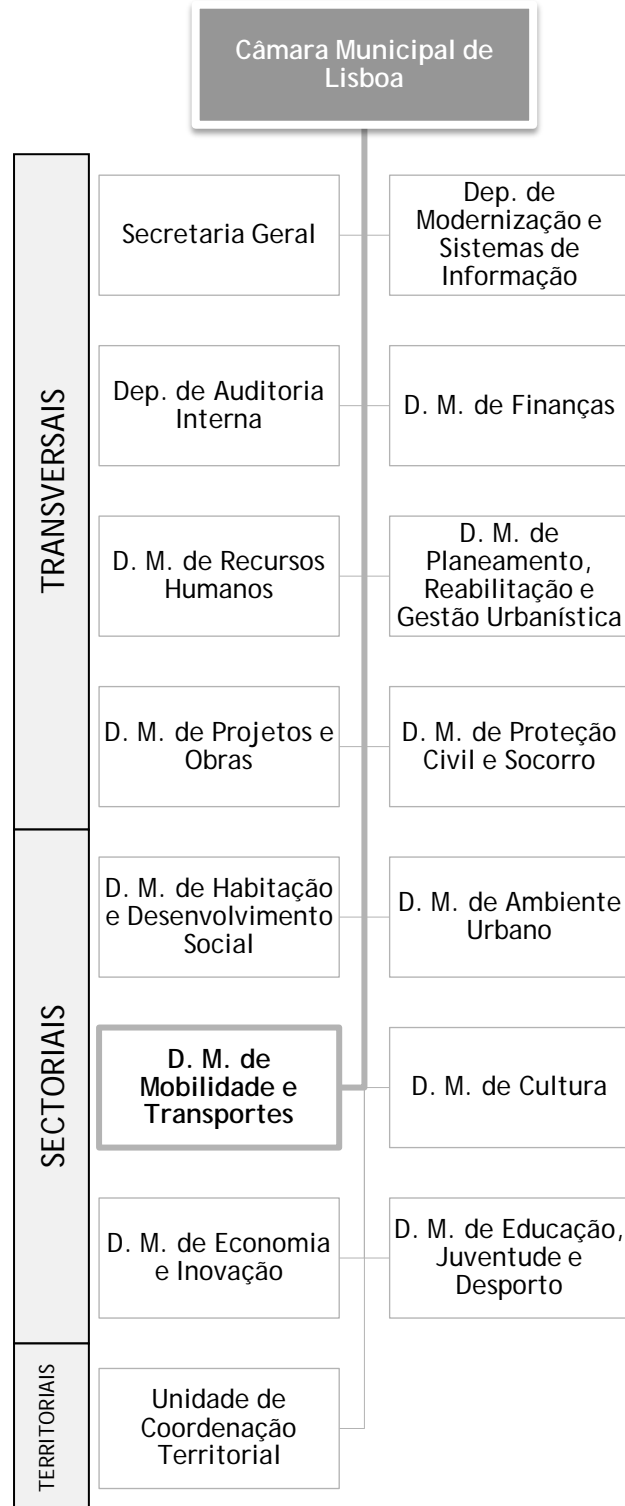 Câmara Municipal de
Lisboa
TRANSVERSAIS
Secretaria Geral
Dep. de
Modernização e
Sistemas de
Informação
Dep. de Auditoria
Interna
D. M. de Finanças
D. M. de Recursos
Humanos
D. M. de
Planeamento,
Reabilitação e
Gestão Urbanística
D. M. de Projetos e
Obras
D. M. de Proteção
Civil e Socorro
SECTORIAIS
D. M. de Habitação
e Desenvolvimento
Social
D. M. de Ambiente
Urbano
D. M. de
Mobilidade e
Transportes
D. M. de Cultura
D. M. de Economia
e Inovação
D. M. de Educação,
Juventude e
Desporto
TERRITORIAIS
Unidade de
Coordenação
Territorial